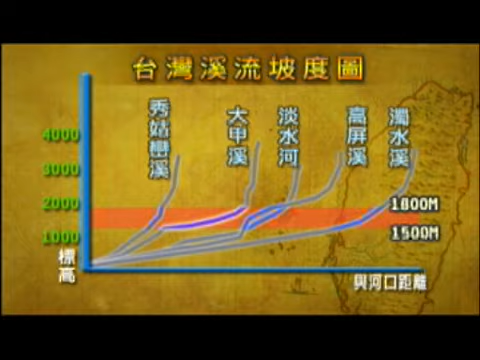 台灣溪流坡度圖
秀姑巒溪
大甲溪
淡水河
高屏溪
濁水溪
4000
3000
2000
1000
1800M
1500M
標高
與河口距離